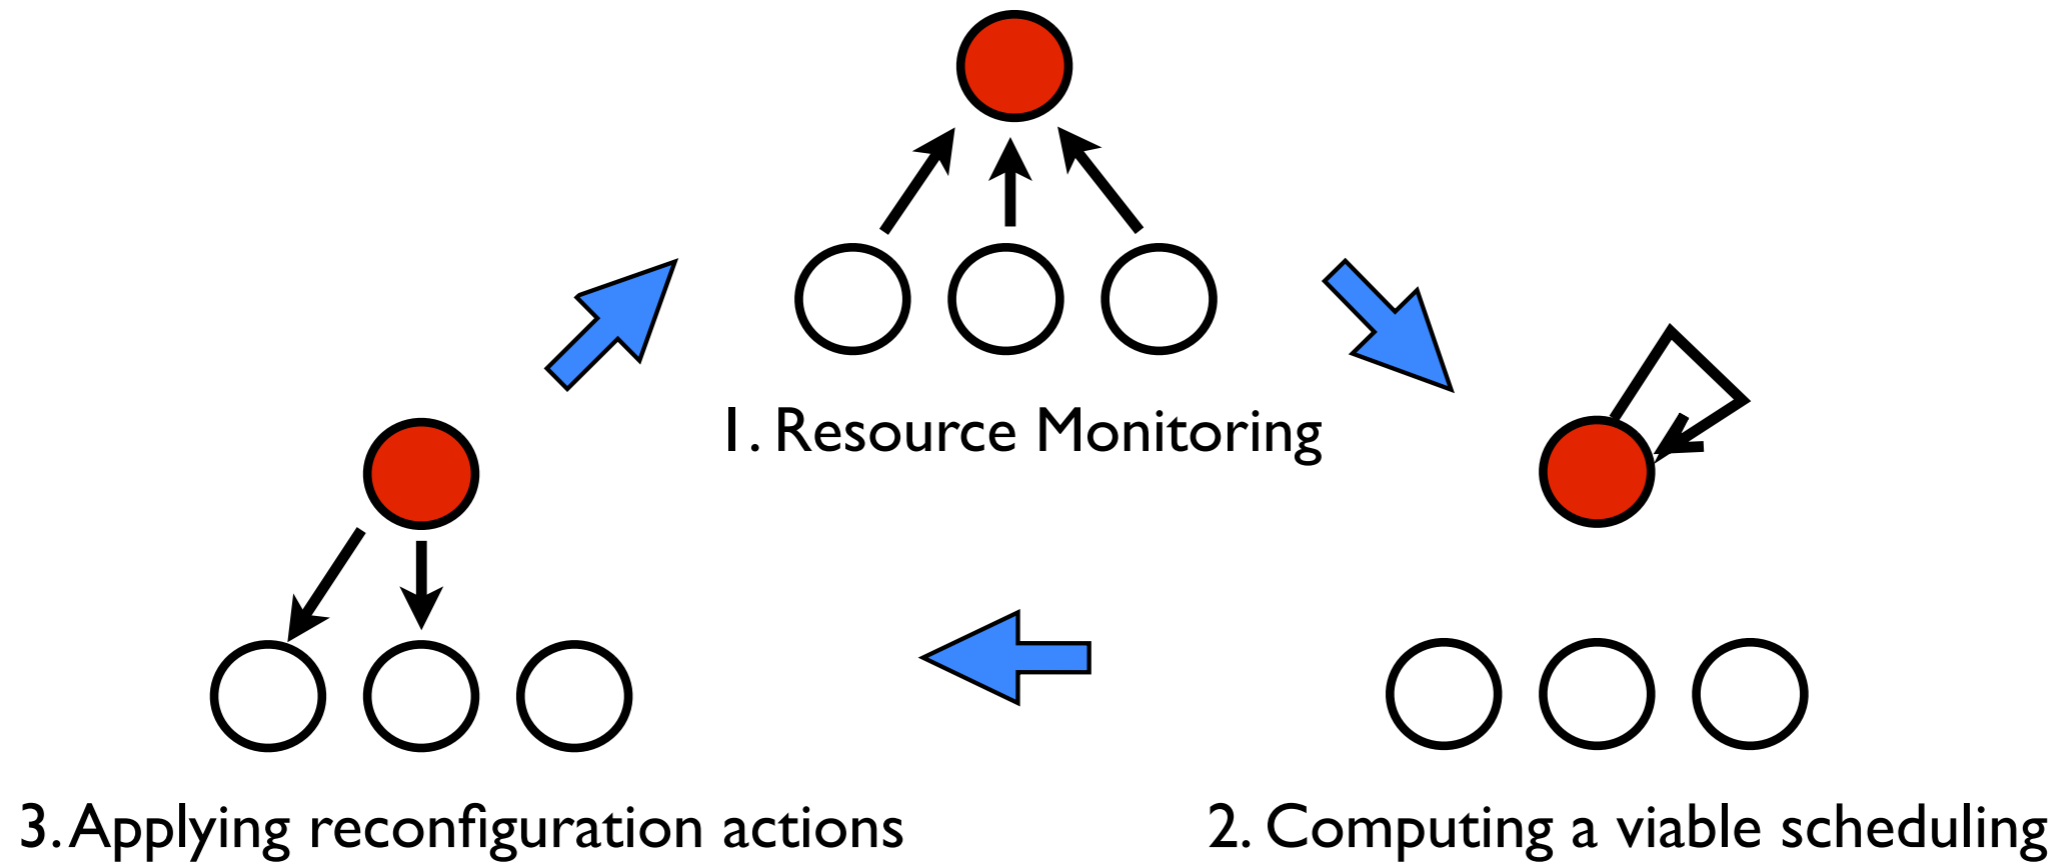 1. Resource Monitoring
3. Applying reconfiguration actions
2. Computing a viable scheduling